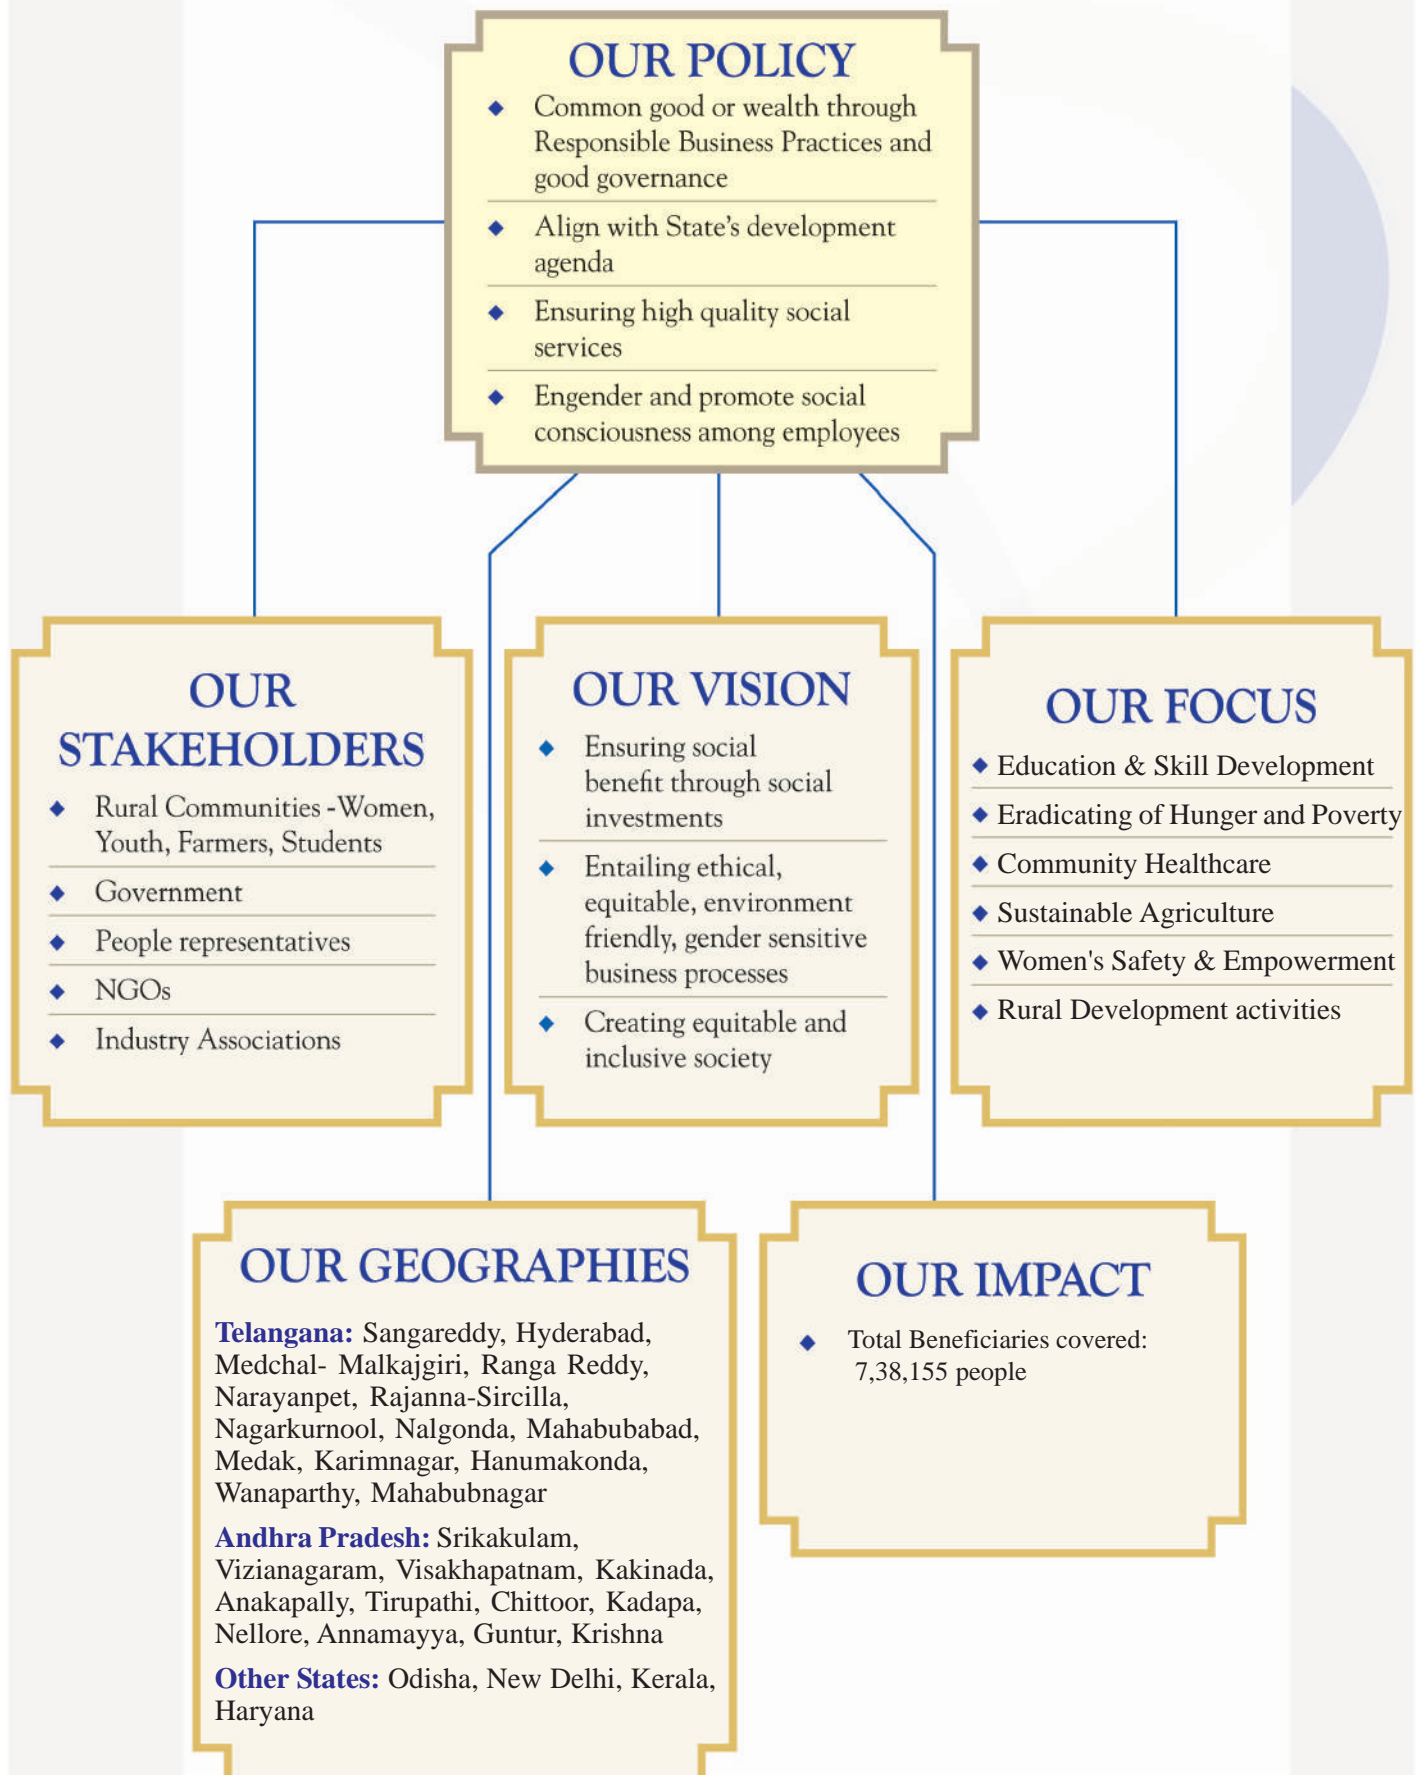 OUR POLICY
◆ Common good or wealth through
Responsible Business Practices and
good governance
◆ Align with State's development
agenda
◆ Ensuring high quality social
services
◆ Engender and promote social
consciousness among employees
OUR
STAKEHOLDERS
◆ Rural Communities -Women,
Youth, Farmers, Students
◆ Government
◆ People representatives
◆ NGOs
◆ Industry Associations
OUR VISION
◆ Ensuring social
benefit through social
investments
◆ Entailing ethical,
equitable, environment
friendly, gender sensitive
business processes
◆ Creating equitable and
inclusive society
OUR FOCUS
◆ Education & Skill Development
◆ Eradicating of Hunger and Poverty
◆ Community Healthcare
◆ Sustainable Agriculture
◆ Women's Safety & Empowerment
◆ Rural Development activities
OUR GEOGRAPHIES
Telangana: Sangareddy, Hyderabad,
Medchal- Malkajgiri, Ranga Reddy,
Narayanpet, Rajanna-Sircilla,
Nagarkurnool, Nalgonda, Mahabubabad,
Medak, Karimnagar, Hanumakonda,
Wanaparthy, Mahabubnagar
Andhra Pradesh: Srikakulam,
Vizianagaram, Visakhapatnam, Kakinada,
Anakapally, Tirupathi, Chittoor, Kadapa,
Nellore, Annamayya, Guntur, Krishna
Other States: Odisha, New Delhi, Kerala,
Haryana
OUR IMPACT
◆ Total Beneficiaries covered:
7,38,155 people